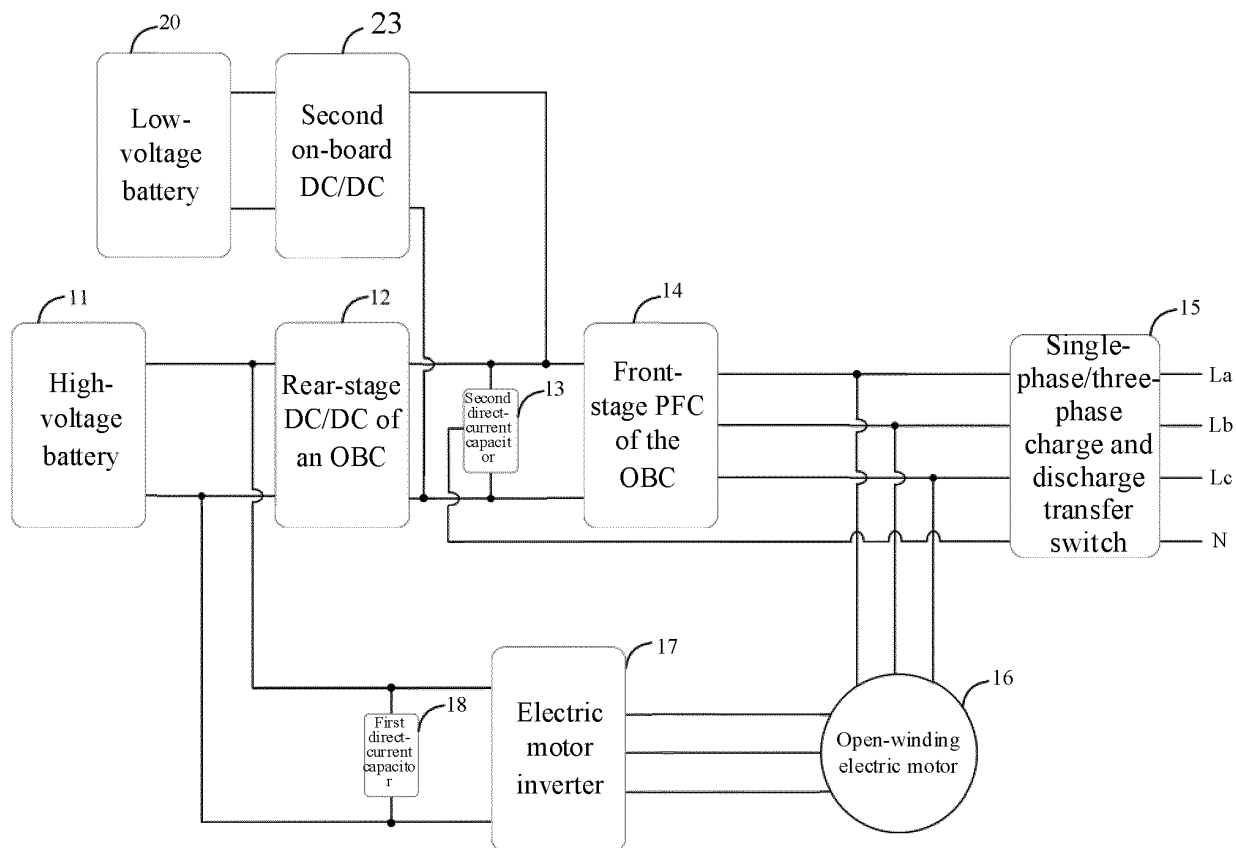 20
23
Low-
voltage
battery
Second
on-board
DC/DC
11
12
14
15
High-
voltage
battery
Rear-stage
DC/DC of
an OBC
Second
direct-
current
capacit
or
13
Front-
stage PFC
of the
OBC
Single-
phase/three-
phase
charge and
discharge
transfer
switch
La
Lb
Lc
N
17
18
16
First
direct-
current
capacito
r
Electric
motor
inverter
Open-winding
electric motor